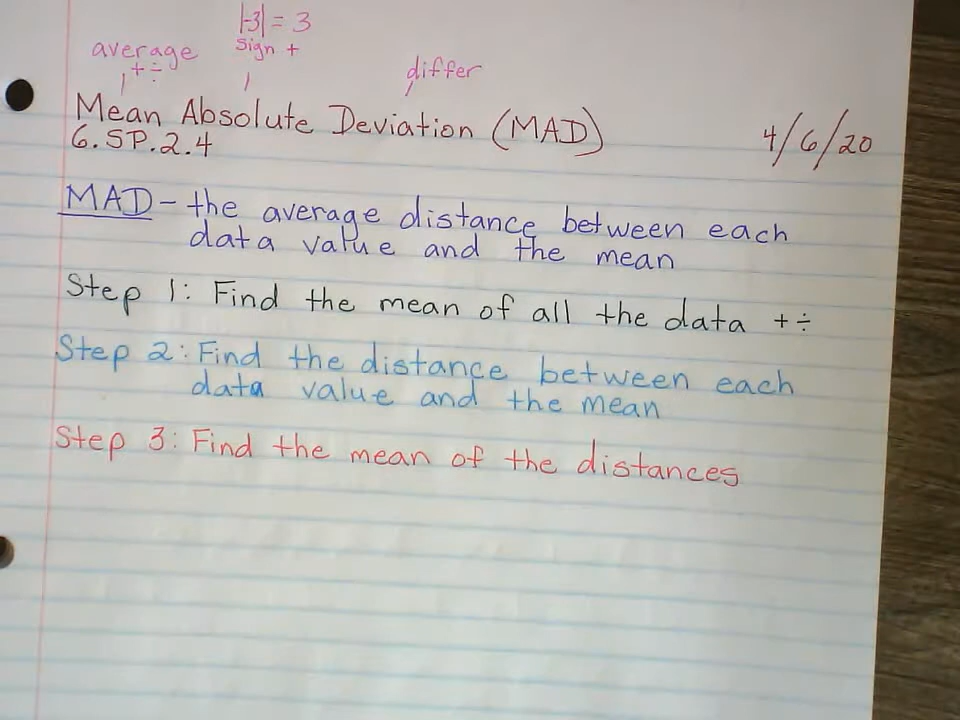 |-3| = 3
average sign +
+ ÷ differ
Mean Absolute Deviation (MAD) 4/6/20
6.SP.2.4
MAD - the average distance between each
data value and the mean
Step 1: Find the mean of all the data + ÷
Step 2: Find the distance between each
data value and the mean
Step 3: Find the mean of the distances